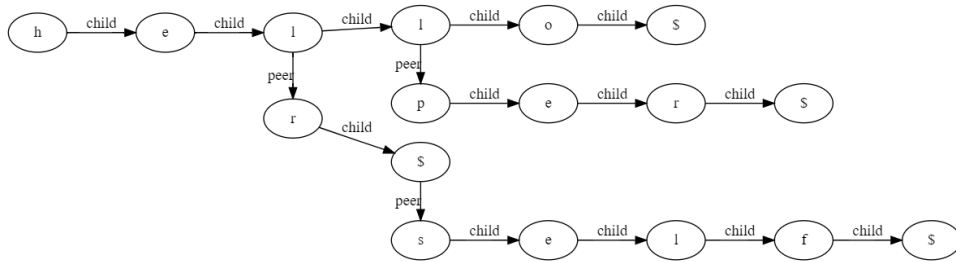 h child e child l child l child o child $
peer peer
p child e child r child $
r child
$
peer
s child e child l child f child $